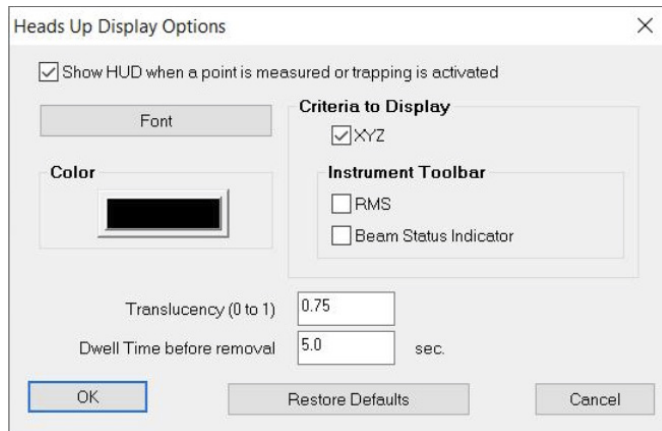 Heads Up Display Options
Show HUD when a point is measured or trapping is activated
Font
Criteria to Display
XYZ
Color
Instrument Toolbar
RMS
Beam Status Indicator
Translucency (0 to 1) 0.75
Dwell Time before removal 5.0 sec.
OK Restore Defaults Cancel